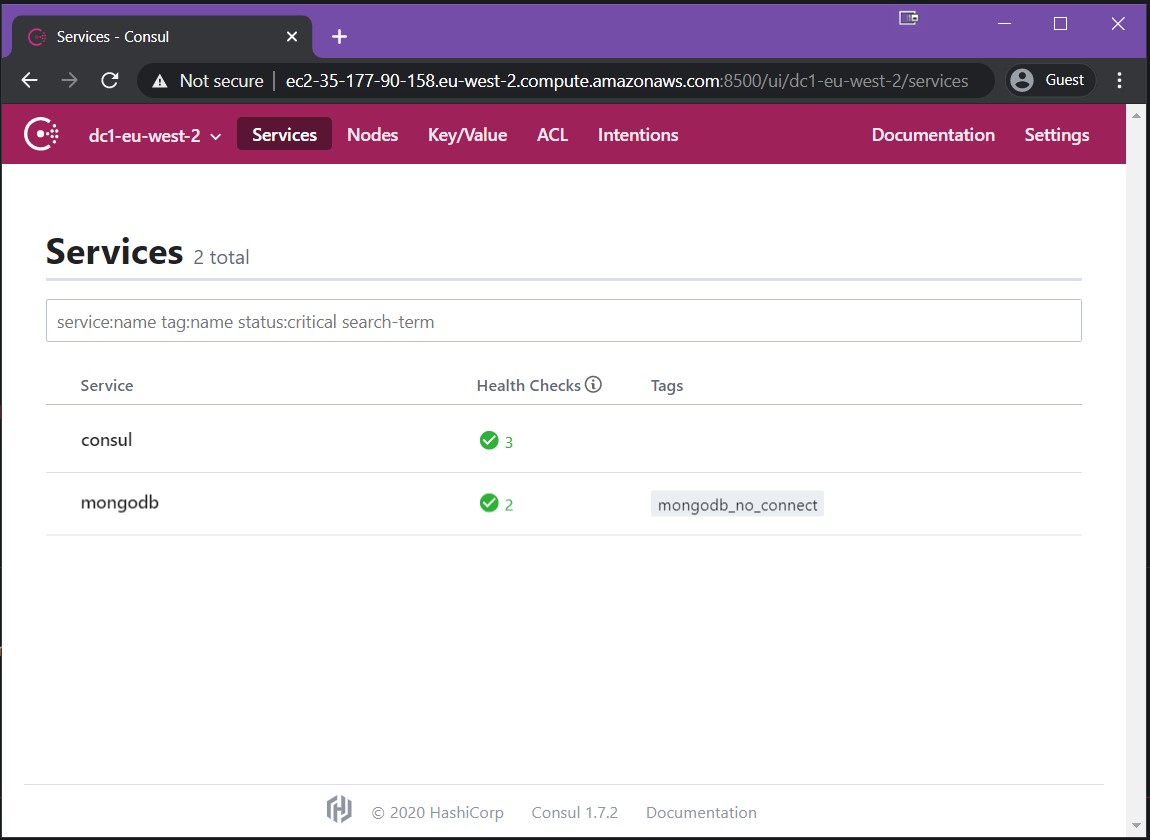 Services - Consul
Not secure | ec2-35-177-90-158.eu-west-2.compute.amazonaws.com:8500/ui/dc1-eu-west-2/services Guest
dc1-eu-west-2 Services Nodes Key/Value ACL Intentions Documentation Settings
Services 2 total
service:name tag:name status:critical search-term
Service Health Checks Tags
consul 3
mongodb 2 mongodb_no_connect
© 2020 HashiCorp Consul 1.7.2 Documentation